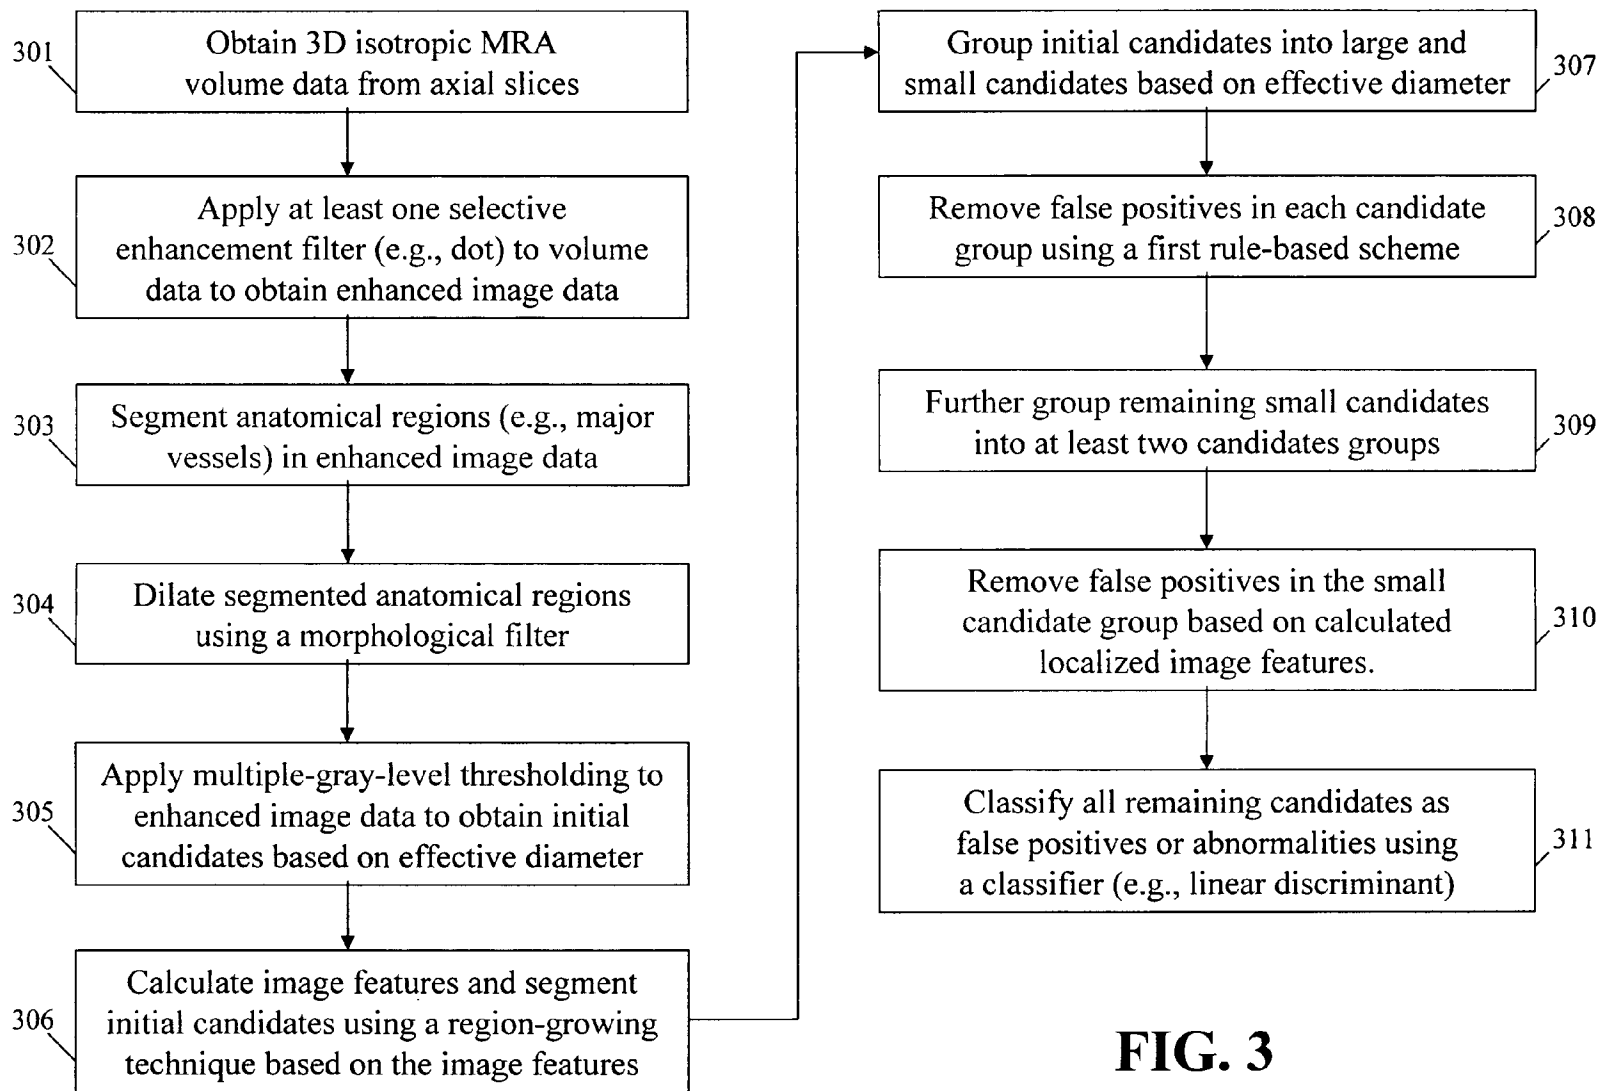 301
Obtain 3D isotropic MRA
volume data from axial slices
302
Apply at least one selective
enhancement filter (e.g., dot) to volume
data to obtain enhanced image data
303
Segment anatomical regions (e.g., major
vessels) in enhanced image data
304
Dilate segmented anatomical regions
using a morphological filter
305
Apply multiple-gray-level thresholding to
enhanced image data to obtain initial
candidates based on effective diameter
306
Calculate image features and segment
initial candidates using a region-growing
technique based on the image features
Group initial candidates into large and
small candidates based on effective diameter
307
Remove false positives in each candidate
group using a first rule-based scheme
308
Further group remaining small candidates
into at least two candidates groups
309
Remove false positives in the small
candidate group based on calculated
localized image features.
310
Classify all remaining candidates as
false positives or abnormalities using
a classifier (e.g., linear discriminant)
311
FIG. 3